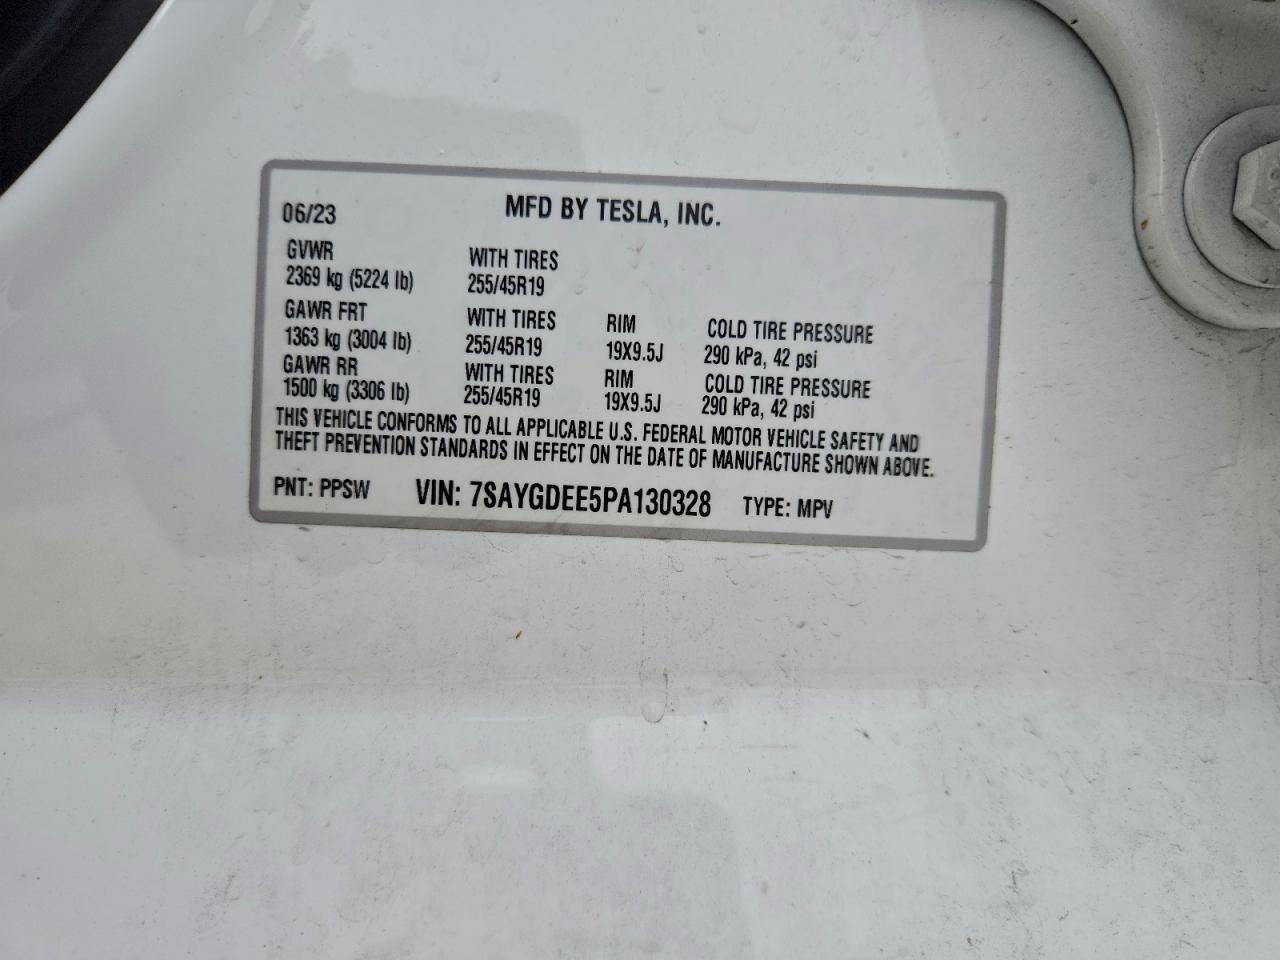 06/23 MFD BY TESLA, INC.
GVWR WITH TIRES
2369 kg (5224 lb) 255/45R19
GAWR FRT WITH TIRES RIM COLD TIRE PRESSURE
1363 kg (3004 lb) 255/45R19 19X9.5J 290 kPa, 42 psi
GAWR RR WITH TIRES RIM COLD TIRE PRESSURE
1500 kg (3306 lb) 255/45R19 19X9.5J 290 kPa, 42 psi
THIS VEHICLE CONFORMS TO ALL APPLICABLE U.S. FEDERAL MOTOR VEHICLE SAFETY AND
THEFT PREVENTION STANDARDS IN EFFECT ON THE DATE OF MANUFACTURE SHOWN ABOVE.
PNT: PPSW VIN: 7SAYGDEE5PA130328 TYPE: MPV